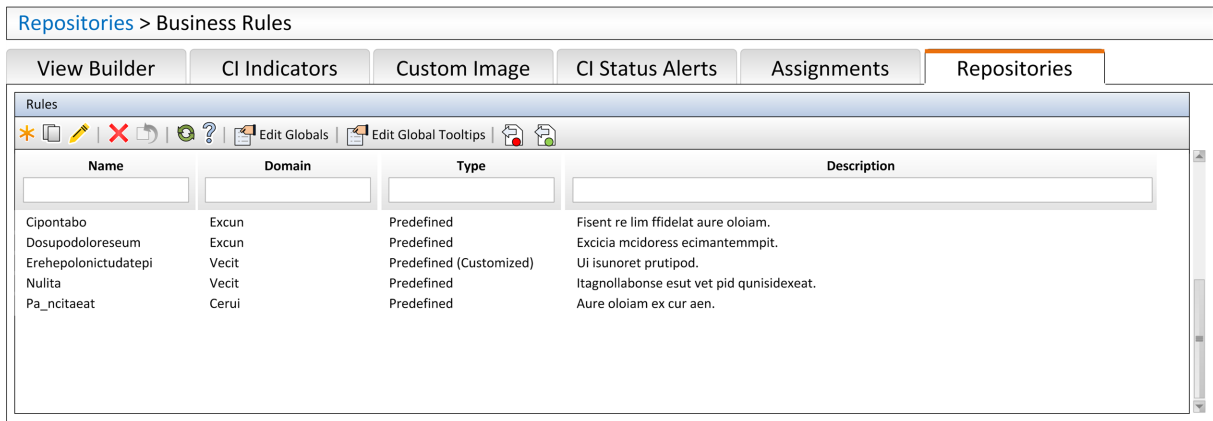 Repositories > Business Rules
View Builder CI Indicators Custom Image CI Status Alerts Assignments Repositories
Rules
Edit Globals | Edit Global Tooltips
Name Domain Type Description
Cipontabo Excun Predefined Fisent re lim ffidelat aure oloiam.
Dosupodoloreseum Excun Predefined Excicia mcidoress ecimantemmpit.
Erehepolonictudatepi Vecit Predefined (Customized) Ui isunoret prutipod.
Nulita Vecit Predefined Itagnollabonse esut vet pid qunisidexeat.
Pa_ncitaeat Cerui Predefined Aure oloiam ex cur aen.